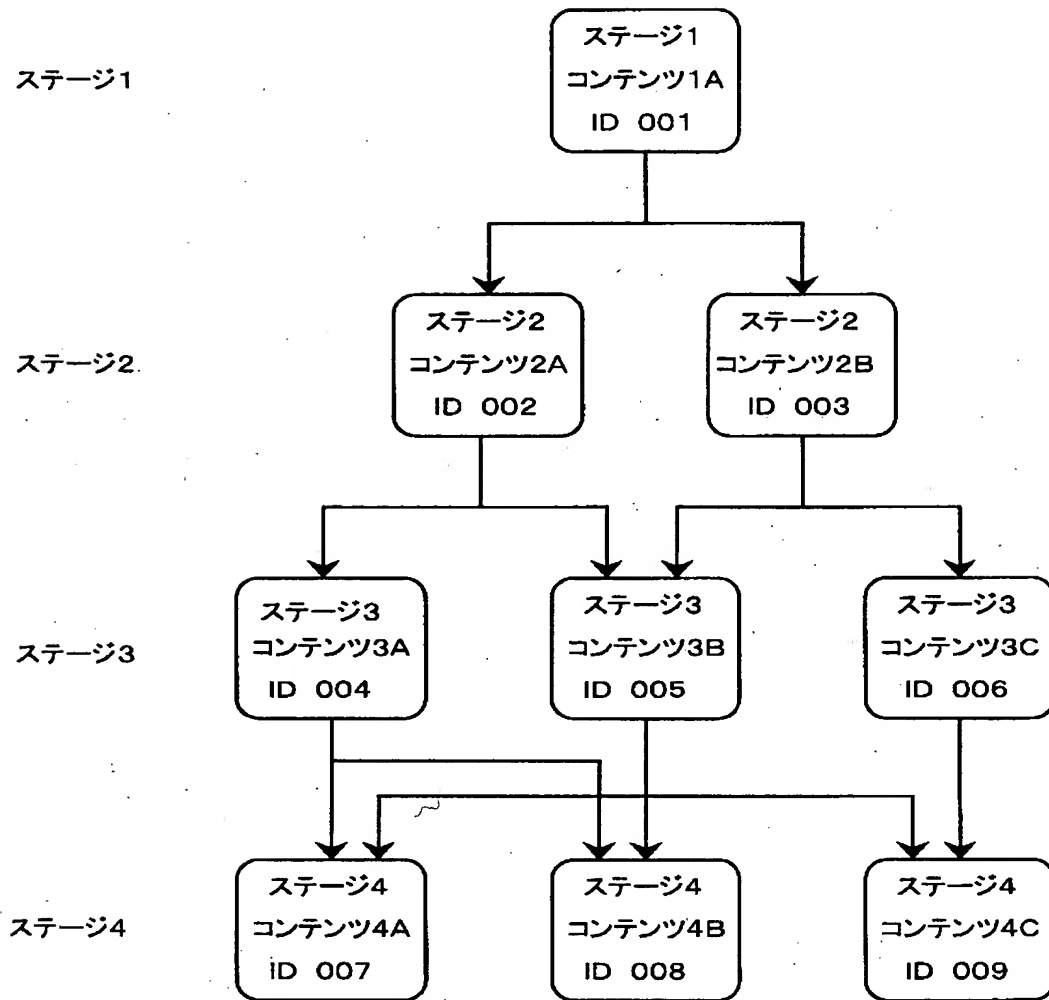 ステージ1
ステージ1
コンテンツ1A
ID 001
ステージ2
ステージ2
コンテンツ2A
ID 002
ステージ2
コンテンツ2B
ID 003
ステージ3
ステージ3
コンテンツ3A
ID 004
ステージ3
コンテンツ3B
ID 005
ステージ3
コンテンツ3C
ID 006
ステージ4
ステージ4
コンテンツ4A
ID 007
ステージ4
コンテンツ4B
ID 008
ステージ4
コンテンツ4C
ID 009